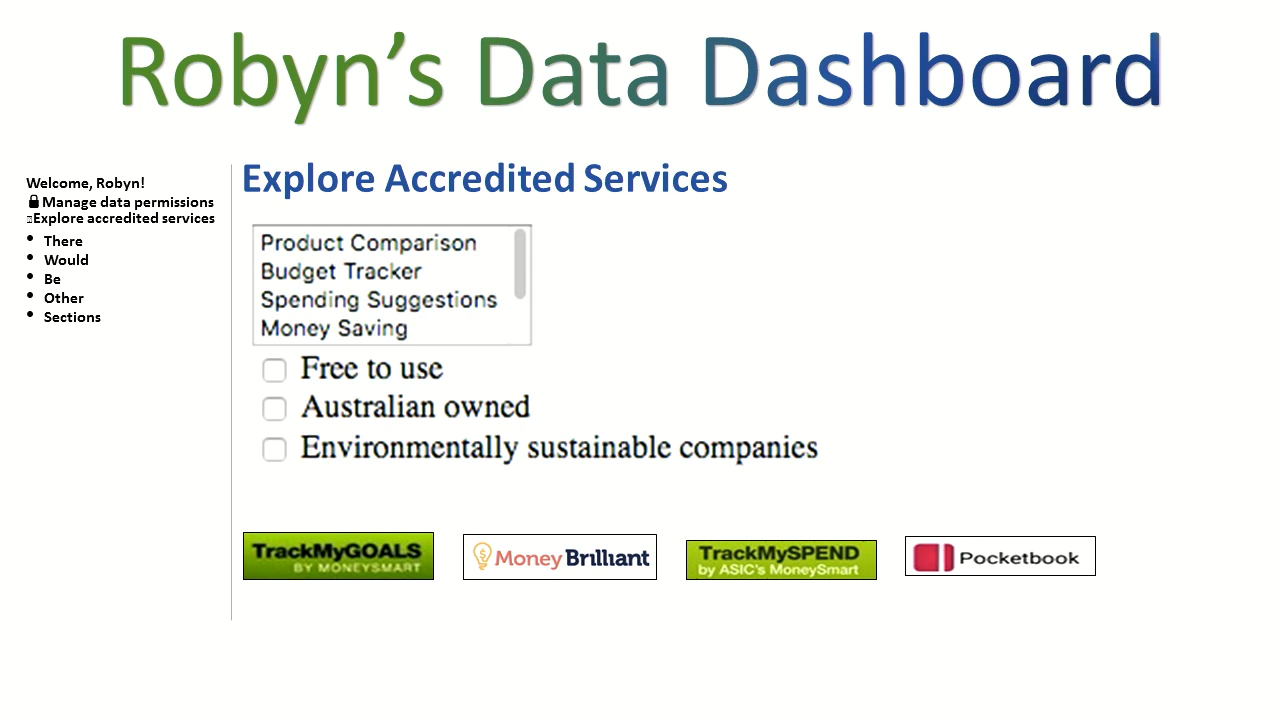 Robyn’s Data Dashboard
Welcome, Robyn!
Manage data permissions
Explore accredited services
• There
• Would
• Be
• Other
• Sections
Explore Accredited Services
Product Comparison
Budget Tracker
Spending Suggestions
Money Saving
Free to use
Australian owned
Environmentally sustainable companies
TrackMyGOALS
BY MONEYSMART
Money Brilliant
TrackMySPEND
by ASIC's MoneySmart
Pocketbook